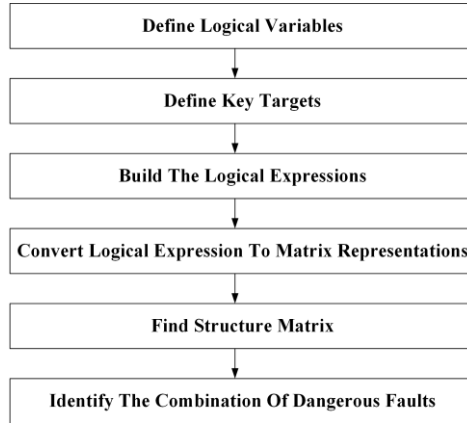 Define Logical Variables
Define Key Targets
Build The Logical Expressions
Convert Logical Expression To Matrix Representations
Find Structure Matrix
Identify The Combination Of Dangerous Faults